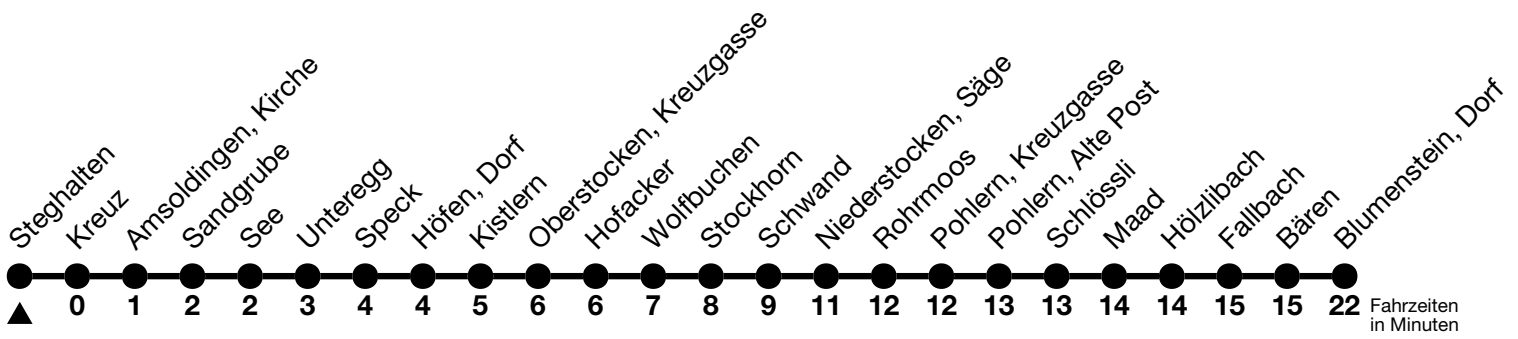 Steghalten
Kreuz
Amsoldingen, Kirche
Sandgrube
See
Unteregg
Speck
Höfen, Dorf
Kistlern
Oberstocken, Kreuzgasse
Hofacker
Wolfbuchen
Stockhorn
Schwand
Niederstocken, Säge
Rohrmoos
Pohlern, Kreuzgasse
Pohlern, Alte Post
Schlössli
Maad
Hölzlibach
Fallbach
Bären
Blumenstein, Dorf
0 1 2 2 3 4 4 5 6 6 7 8 9 11 12 12 13 13 14 14 15 15 22
Fahrzeiten
in Minuten